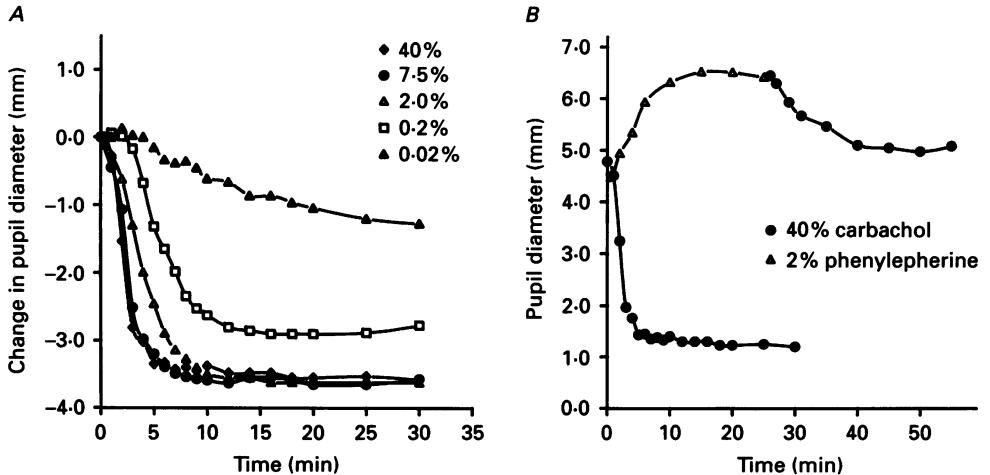 A
Change in pupil diameter (mm)
1·0
0·0
–1·0
–2·0
–3·0
–4·0
40%
7·5%
2·0%
0·2%
0·02%
0 5 10 15 20 25 30 35
Time (min)
B
Pupil diameter (mm)
7·0
6·0
5·0
4·0
3·0
2·0
1·0
0·0
40% carbachol
2% phenylepherine
0 10 20 30 40 50
Time (min)